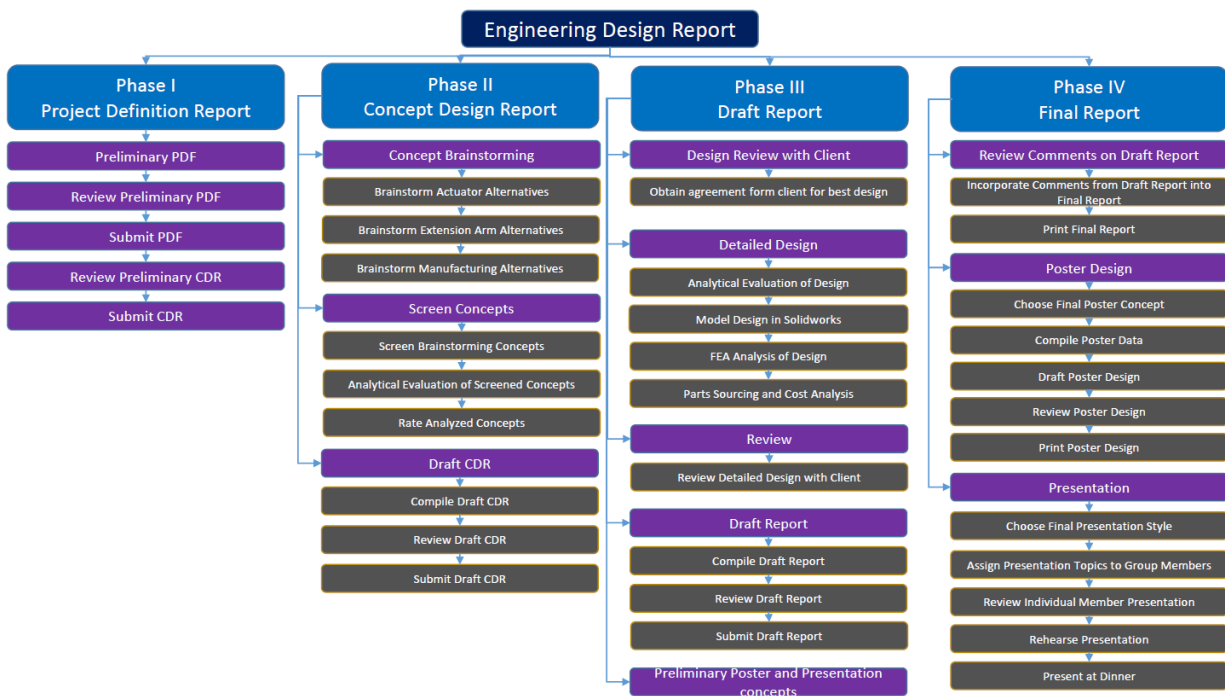 Engineering Design Report
Phase I
Project Definition Report
Preliminary PDF
Review Preliminary PDF
Submit PDF
Review Preliminary CDR
Submit CDR
Phase II
Concept Design Report
Concept Brainstorming
Brainstorm Actuator Alternatives
Brainstorm Extension Arm Alternatives
Brainstorm Manufacturing Alternatives
Screen Concepts
Screen Brainstorming Concepts
Analytical Evaluation of Screened Concepts
Rate Analyzed Concepts
Draft CDR
Compile Draft CDR
Review Draft CDR
Submit Draft CDR
Phase III
Draft Report
Design Review with Client
Obtain agreement form client for best design
Detailed Design
Analytical Evaluation of Design
Model Design in Solidworks
FEA Analysis of Design
Parts Sourcing and Cost Analysis
Review
Review Detailed Design with Client
Draft Report
Compile Draft Report
Review Draft Report
Submit Draft Report
Preliminary Poster and Presentation
concepts
Phase IV
Final Report
Review Comments on Draft Report
Incorporate Comments from Draft Report into
Final Report
Print Final Report
Poster Design
Choose Final Poster Concept
Compile Poster Data
Draft Poster Design
Review Poster Design
Print Poster Design
Presentation
Choose Final Presentation Style
Assign Presentation Topics to Group Members
Review Individual Member Presentation
Rehearse Presentation
Present at Dinner